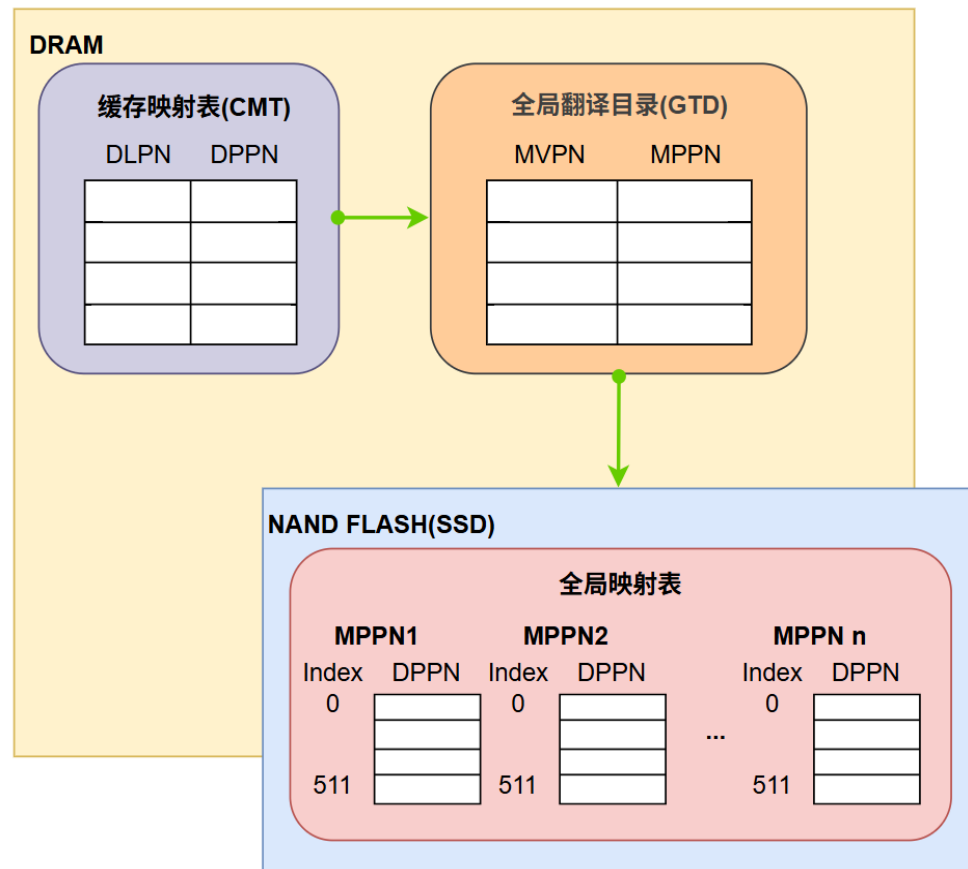 DRAM
缓存映射表(CMT)
DLPN DPPN
全局翻译目录(GTD)
MVPN MPPN
NAND FLASH(SSD)
全局映射表
MPPN1 MPPN2 MPPN n
Index DPPN Index DPPN Index DPPN
0 0 0
...
511 511 511